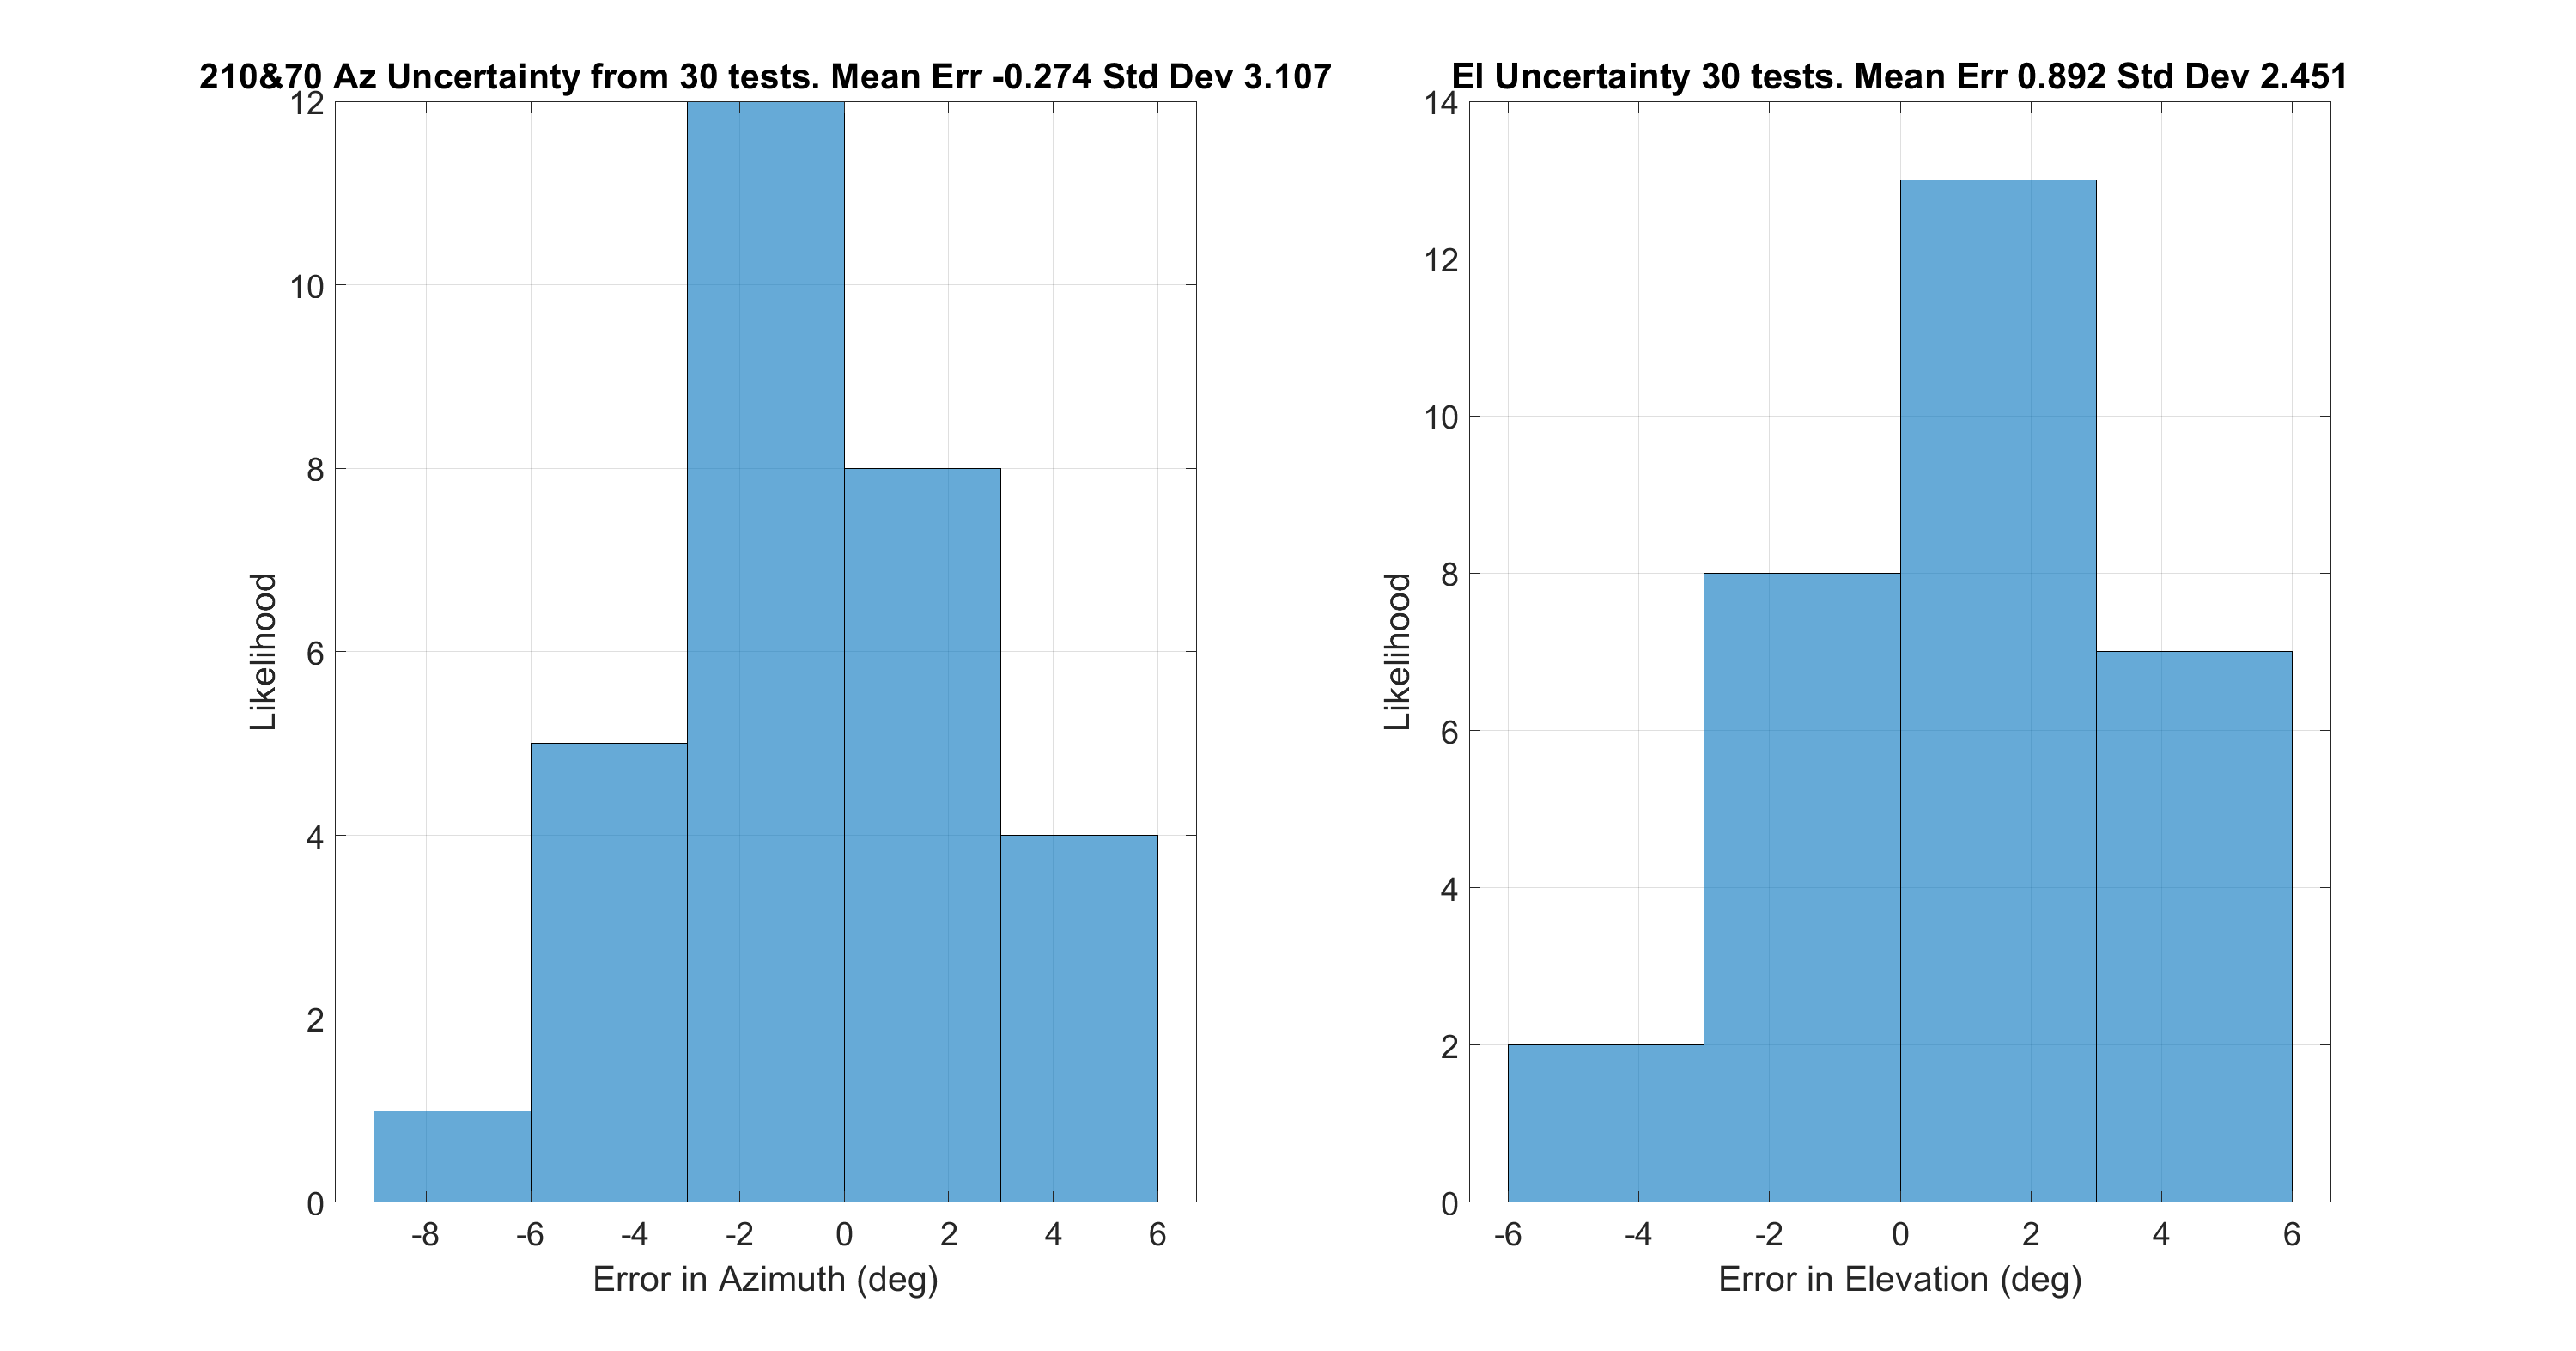 210&70 Az Uncertainty from 30 tests. Mean Err -0.274 Std Dev 3.107
12
10
8
6
4
2
0
Likelihood
-8 -6 -4 -2 0 2 4 6
Error in Azimuth (deg)
El Uncertainty 30 tests. Mean Err 0.892 Std Dev 2.451
14
12
10
8
6
4
2
0
Likelihood
-6 -4 -2 0 2 4 6
Error in Elevation (deg)